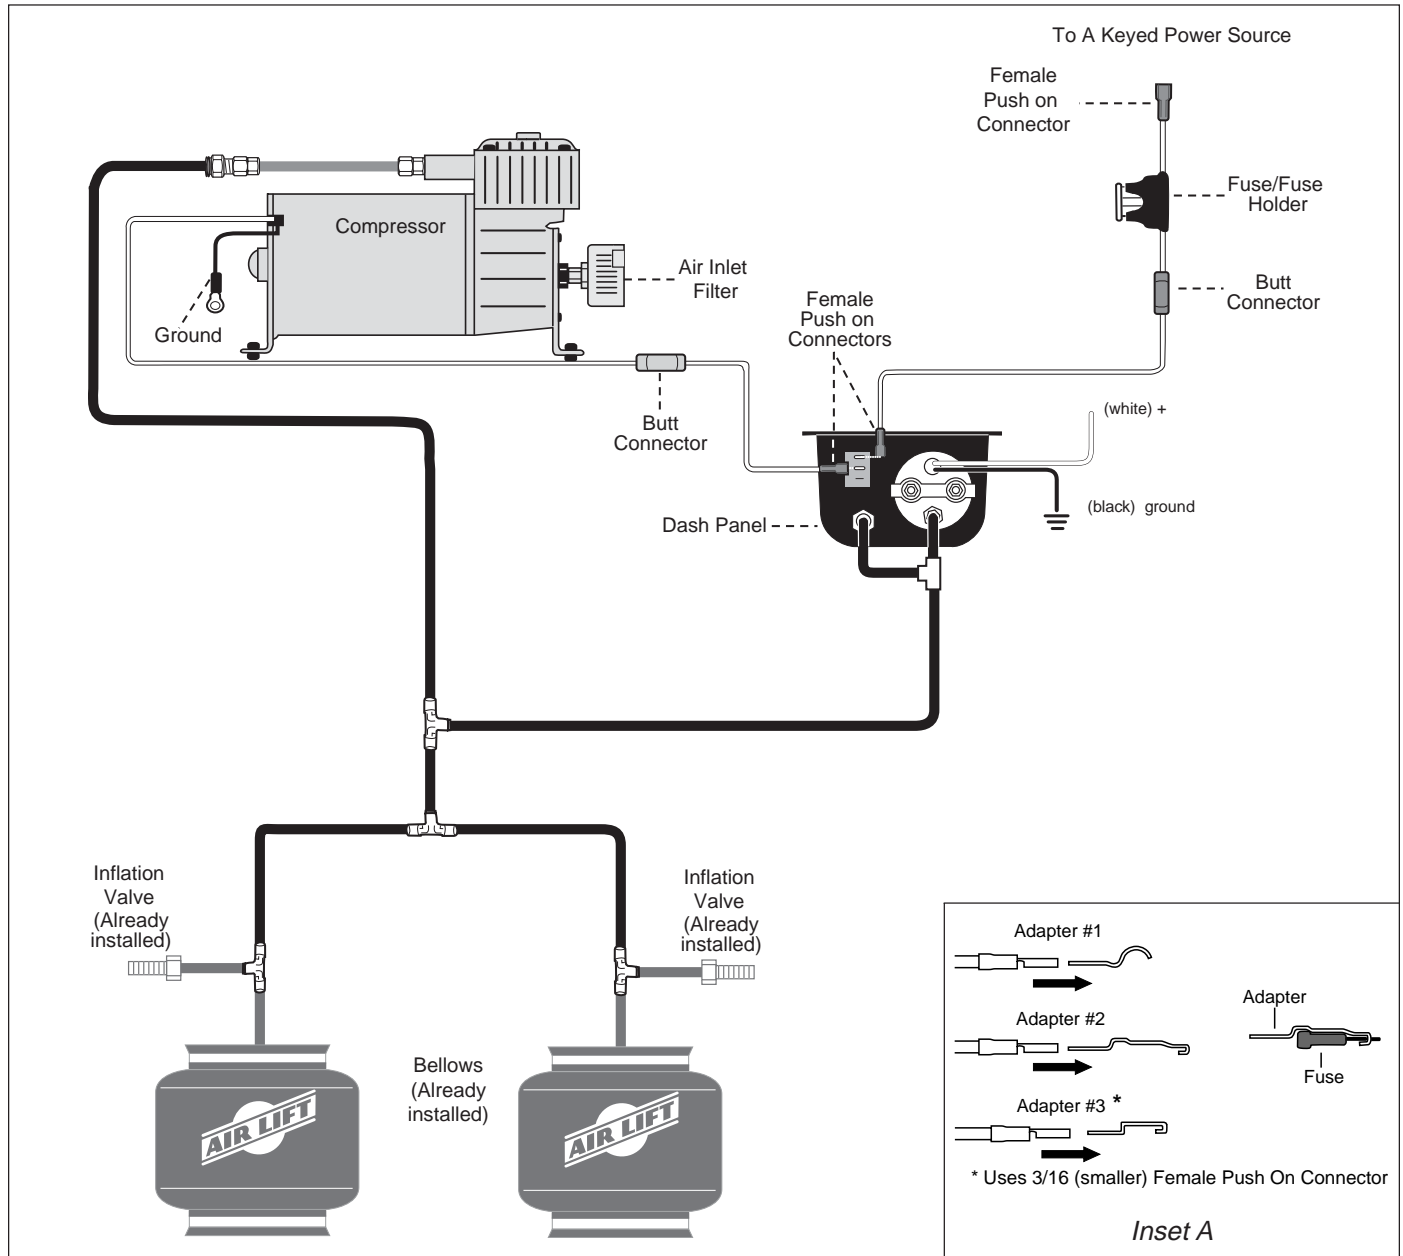 To A Keyed Power Source
Female
Push on
Connector
Fuse/Fuse
Holder
Compressor
Air Inlet
Filter
Butt
Connector
Female
Push on
Connectors
Ground
(white) +
Butt
Connector
(black) ground
Dash Panel
Inflation
Valve
(Already
installed)
Inflation
Valve
(Already
installed)
Bellows
(Already
installed)
AIR LIFT
AIR LIFT
Adapter #1
Adapter #2
Adapter #3 *
Adapter
Fuse
* Uses 3/16 (smaller) Female Push On Connector
Inset A